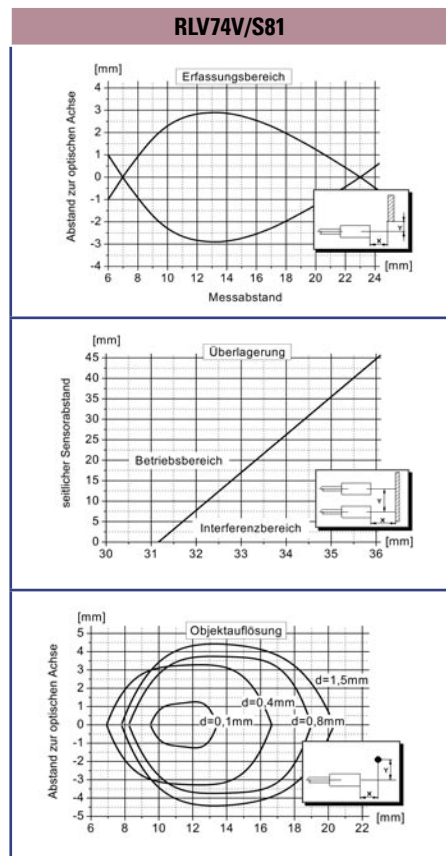 RLV74V/S81
[mm]
Erfassungsbereich
Abstand zur optischen Achse
4
3
2
1
0
-1
-2
-3
-4
X
Y
6 8 10 12 14 16 18 20 22 24
[mm]
Messabstand
[mm]
Überlagerung
seitlicher Sensorabstand
45
40
35
30
25
20
15
10
5
0
Betriebsbereich
Interferenzbereich
Y
X
30 31 32 33 34 35 36 [mm]
[mm]
Objektauflösung
Abstand zur optischen Achse
5
4
3
2
1
0
-1
-2
-3
-4
-5
d=1,5mm
d=0,4mm
d=0,1mm
d=0,8mm
Y
X
6 8 10 12 14 16 18 20 22
[mm]